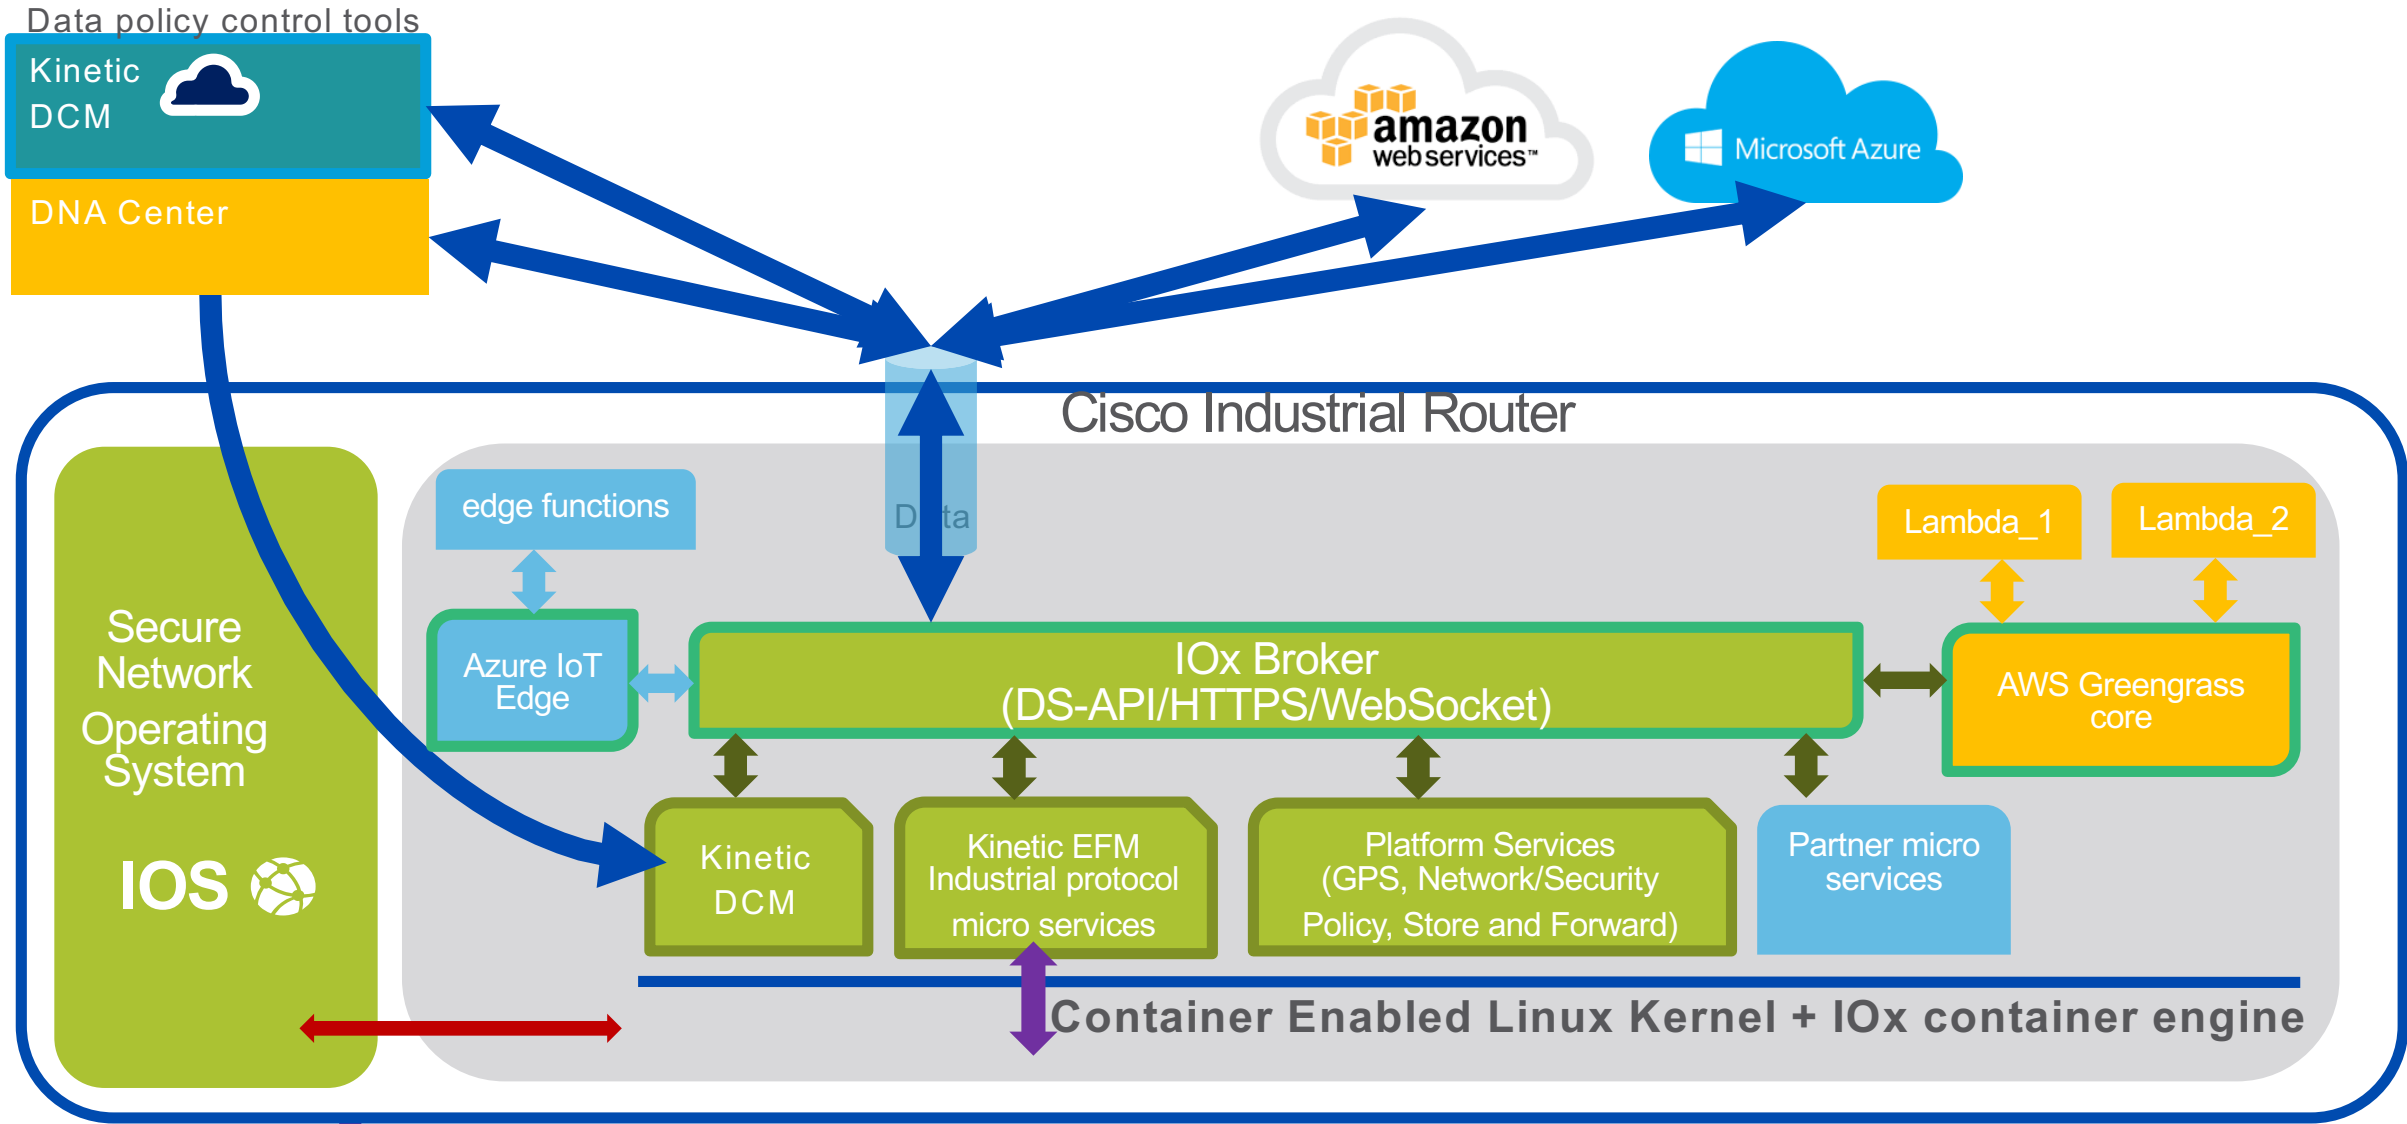 Data policy control tools
Kinetic
DCM
DNA Center
amazon
webservices™
Microsoft Azure
Cisco Industrial Router
edge functions
Data
Lambda_1
Lambda_2
Secure
Network
Operating
System
IOS
Azure IoT
Edge
IOx Broker
(DS-API/HTTPS/WebSocket)
AWS Greengrass
core
Kinetic
DCM
Kinetic EFM
Industrial protocol
micro services
Platform Services
(GPS, Network/Security
Policy, Store and Forward)
Partner micro
services
Container Enabled Linux Kernel + IOx container engine